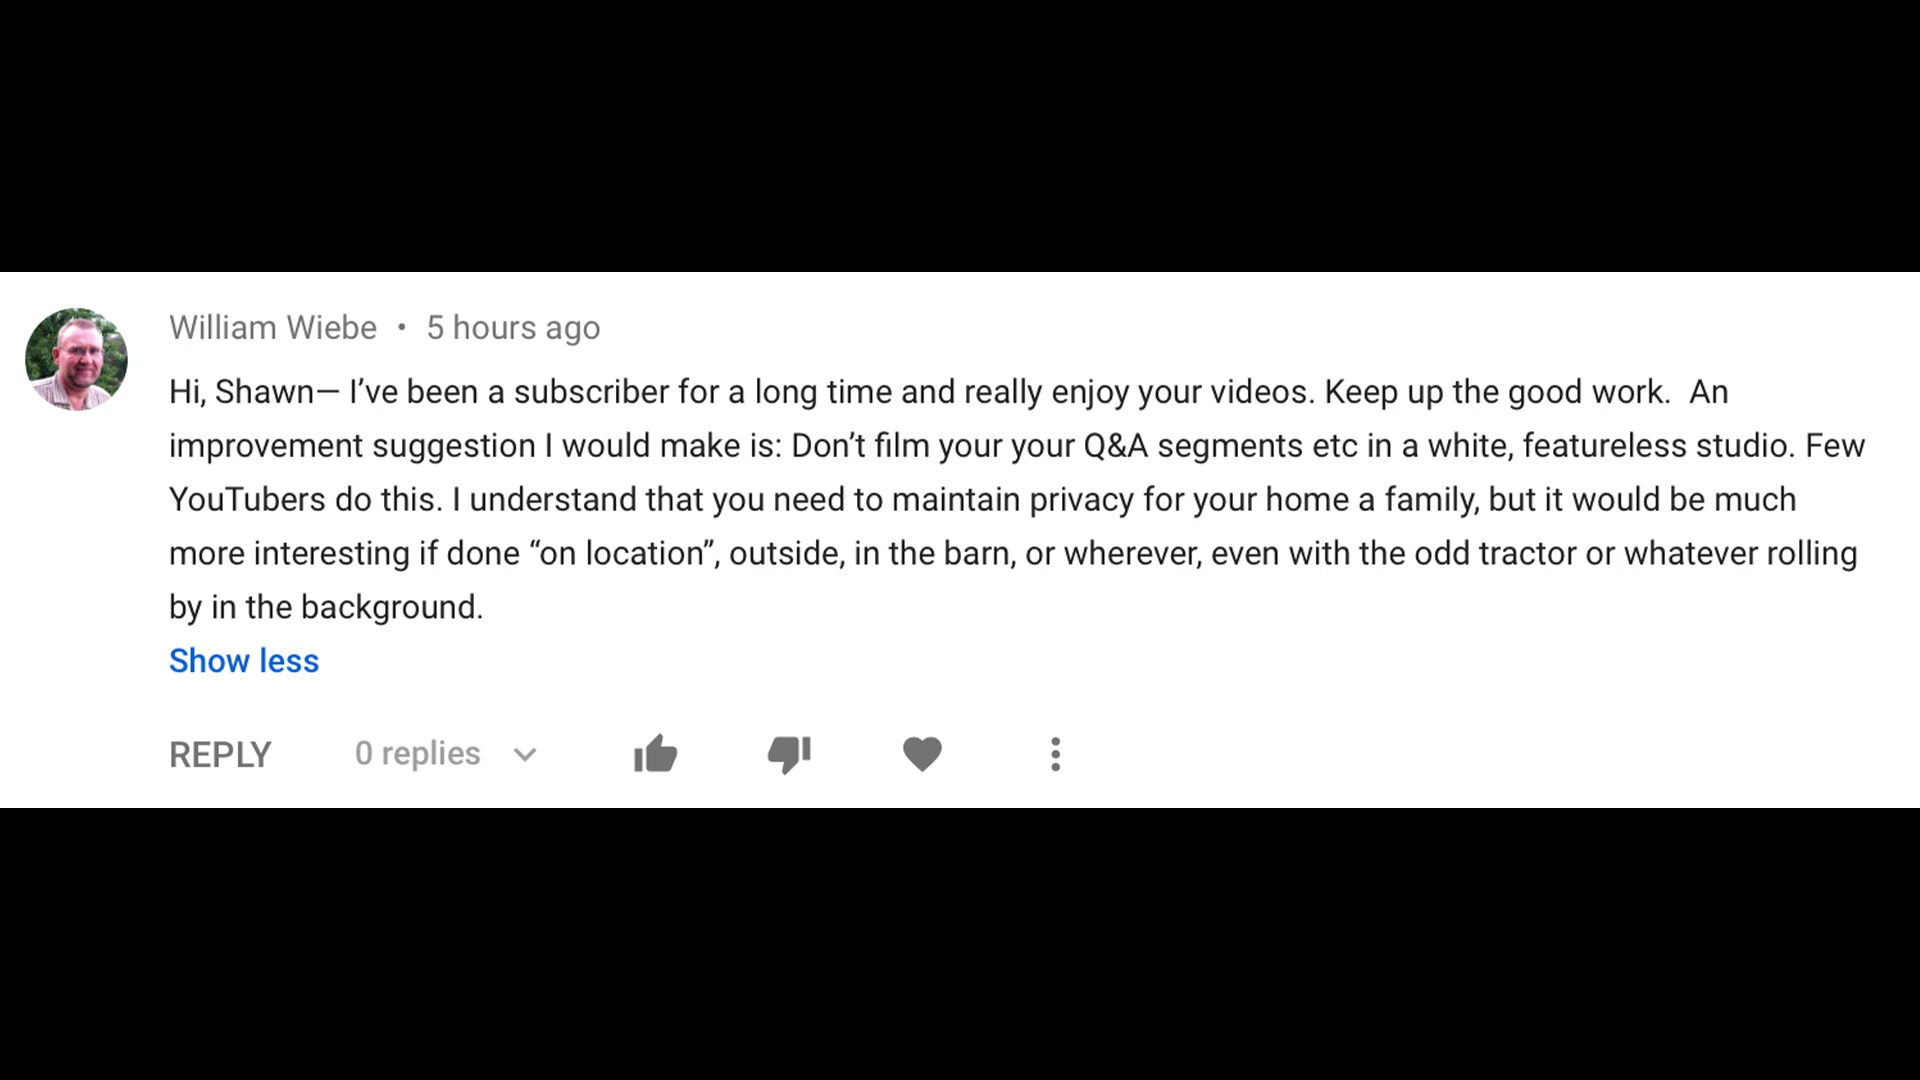 William Wiebe • 5 hours ago
Hi, Shawn— I’ve been a subscriber for a long time and really enjoy your videos. Keep up the good work.  An
improvement suggestion I would make is: Don’t film your your Q&A segments etc in a white, featureless studio. Few
YouTubers do this. I understand that you need to maintain privacy for your home a family, but it would be much
more interesting if done “on location”, outside, in the barn, or wherever, even with the odd tractor or whatever rolling
by in the background.
Show less
REPLY 0 replies